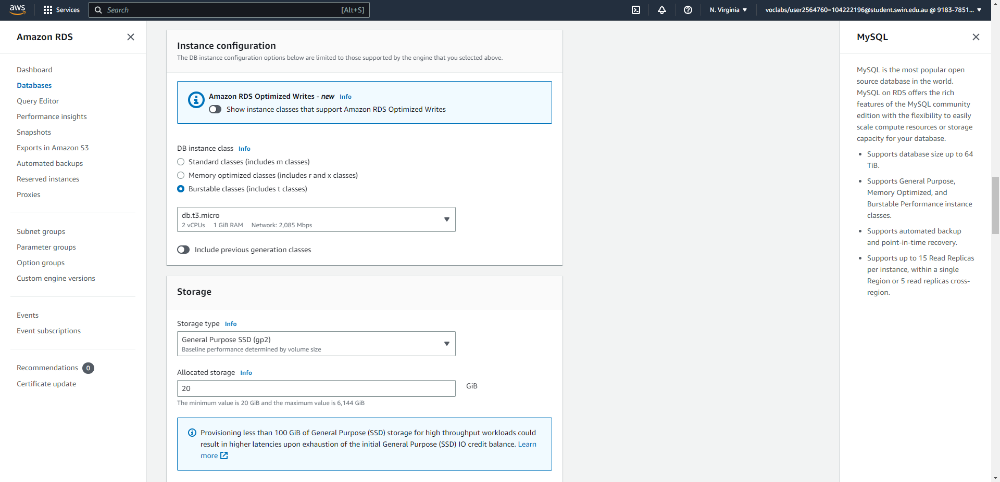 aws
Services
Search
[Alt+S]
N. Virginia
voclabs/user2564760=104222196@student.swin.edu.au @ 9183-7851...
Amazon RDS
Dashboard
Databases
Query Editor
Performance insights
Snapshots
Exports in Amazon S3
Automated backups
Reserved instances
Proxies
Subnet groups
Parameter groups
Option groups
Custom engine versions
Events
Event subscriptions
Recommendations 0
Certificate update
Instance configuration
The DB instance configuration options below are limited to those supported by the engine that you selected above.
Amazon RDS Optimized Writes - new Info
Show instance classes that support Amazon RDS Optimized Writes
DB instance class Info
Standard classes (includes m classes)
Memory optimized classes (includes r and x classes)
Burstable classes (includes t classes)
db.t3.micro
2 vCPUs 1 GiB RAM Network: 2,085 Mbps
Include previous generation classes
Storage
Storage type Info
General Purpose SSD (gp2)
Baseline performance determined by volume size
Allocated storage Info
20
GiB
The minimum value is 20 GiB and the maximum value is 6,144 GiB
Provisioning less than 100 GiB of General Purpose (SSD) storage for high throughput workloads could
result in higher latencies upon exhaustion of the initial General Purpose (SSD) IO credit balance. Learn
more
MySQL
MySQL is the most popular open
source database in the world.
MySQL on RDS offers the rich
features of the MySQL community
edition with the flexibility to easily
scale compute resources or storage
capacity for your database.
• Supports database size up to 64
TiB.
• Supports General Purpose,
Memory Optimized, and
Burstable Performance instance
classes.
• Supports automated backup
and point-in-time recovery.
• Supports up to 15 Read Replicas
per instance, within a single
Region or 5 read replicas cross-
region.